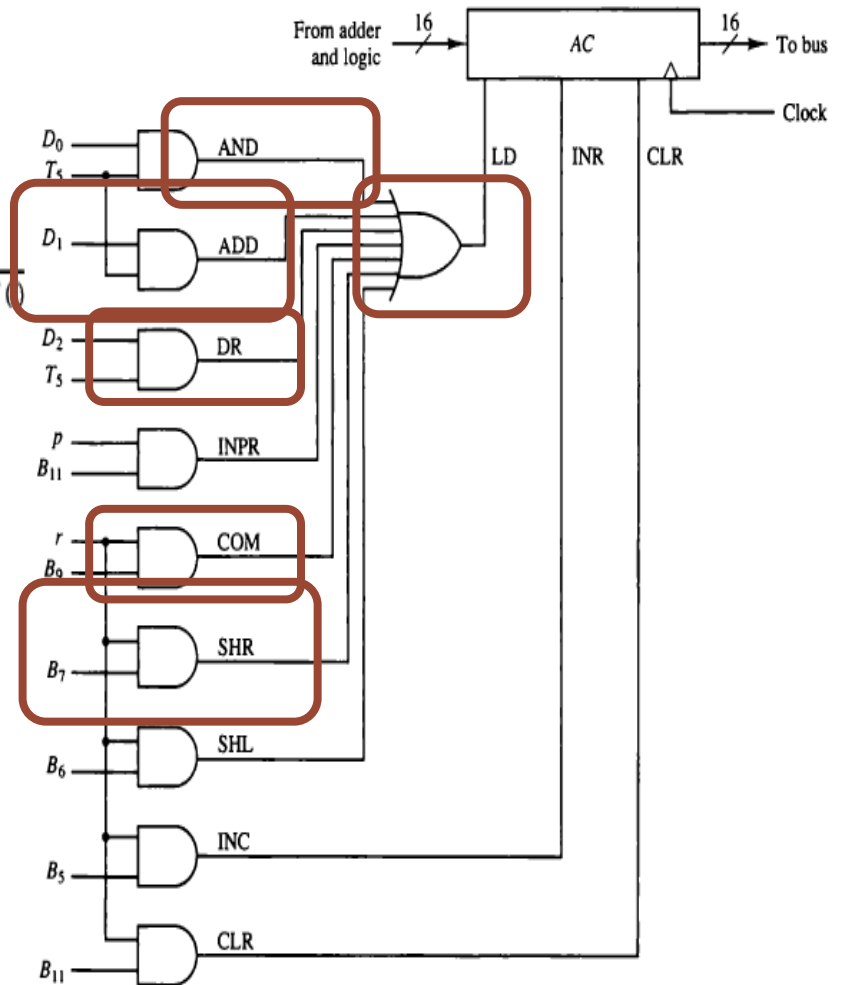 16
16
From adder
and logic
AC
To bus
Clock
D₀
T₅
AND
LD
INR
CLR
D₁
ADD
D₂
T₅
DR
p
B₁₁
INPR
r
B₉
COM
B₇
SHR
B₆
SHL
B₅
INC
B₁₁
CLR